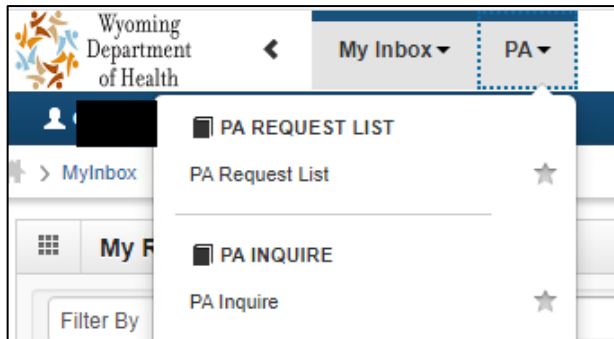 Wyoming
Department
of Health
My Inbox
PA
PA REQUEST LIST
> MyInbox
PA Request List
My R
PA INQUIRE
PA Inquire
Filter By